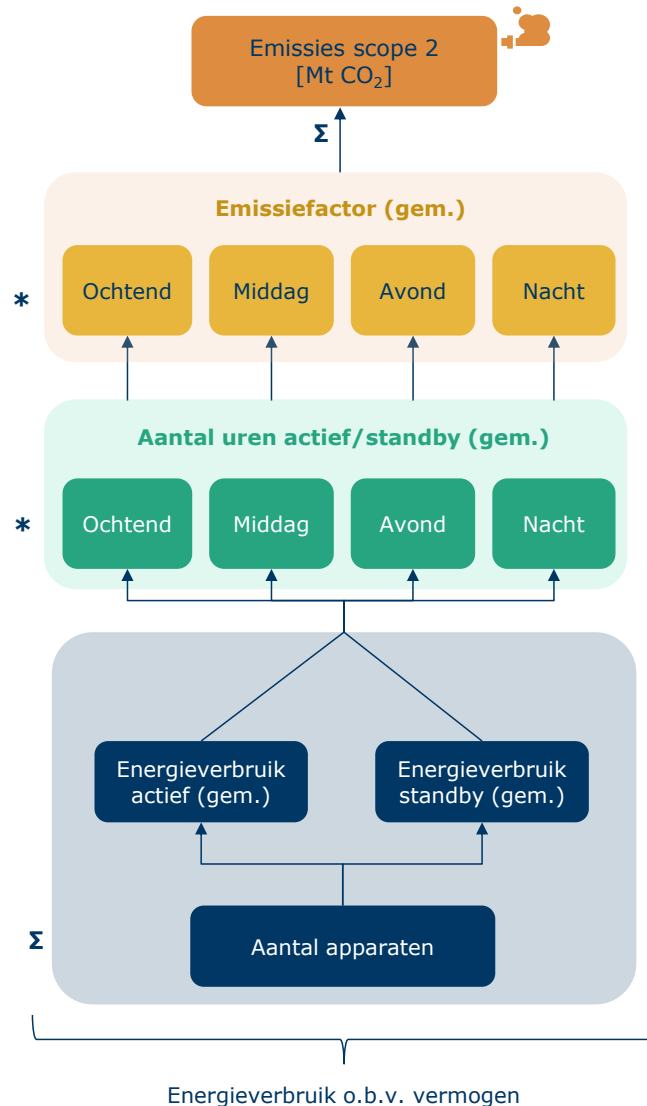 Emissies scope 2
[Mt CO₂]
Σ
Emissiefactor (gem.)
*
Ochtend
Middag
Avond
Nacht
Aantal uren actief/standby (gem.)
*
Ochtend
Middag
Avond
Nacht
Energieverbruik
actief (gem.)
Energieverbruik
standby (gem.)
Σ
Aantal apparaten
Energieverbruik o.b.v. vermogen